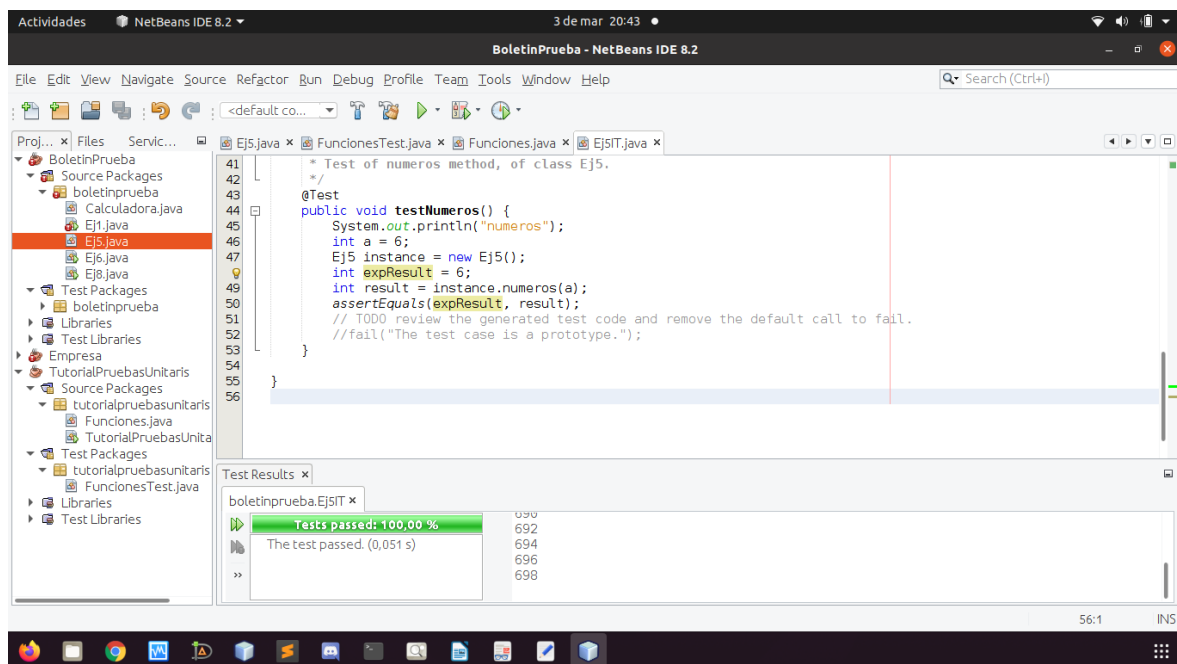 Actividades NetBeans IDE 8.2 3 de mar 20:43
BoletinPrueba - NetBeans IDE 8.2
File Edit View Navigate Source Refactor Run Debug Profile Team Tools Window Help Search (Ctrl+I)
<default co...
Proj... Files Servic...
BoletinPrueba
Source Packages
boletinprueba
Calculadora.java
Ej1.java
Ej5.java
Ej6.java
Ej8.java
Test Packages
boletinprueba
Libraries
Test Libraries
Empresa
TutorialPruebasUnitaris
Source Packages
tutorialpruebasunitaris
Funciones.java
TutorialPruebasUnita
Test Packages
tutorialpruebasunitaris
FuncionesTest.java
Libraries
Test Libraries
Ej5.java FuncionesTest.java Funciones.java Ej5IT.java
41 * Test of numeros method, of class Ej5.
42 */
43 @Test
44 public void testNumeros() {
45 System.out.println("numeros");
46 int a = 6;
47 Ej5 instance = new Ej5();
int expResult = 6;
49 int result = instance.numeros(a);
50 assertEquals(expResult, result);
51 // TODO review the generated test code and remove the default call to fail.
52 //fail("The test case is a prototype.");
53 }
54
55 }
56
Test Results
boletinprueba.Ej5IT
Tests passed: 100,00 %
The test passed. (0,051 s)
690
692
694
696
698
56:1 INS